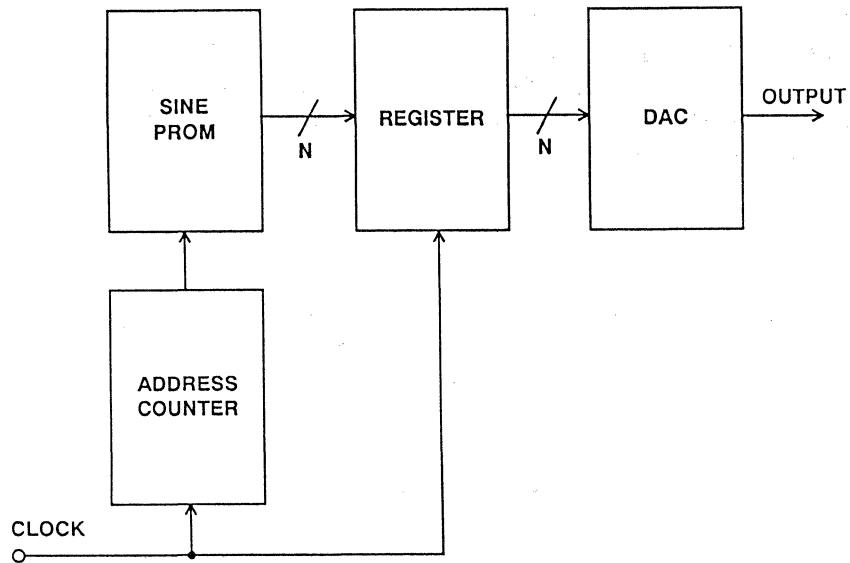 SINE
PROM
N
REGISTER
N
DAC
OUTPUT
ADDRESS
COUNTER
CLOCK